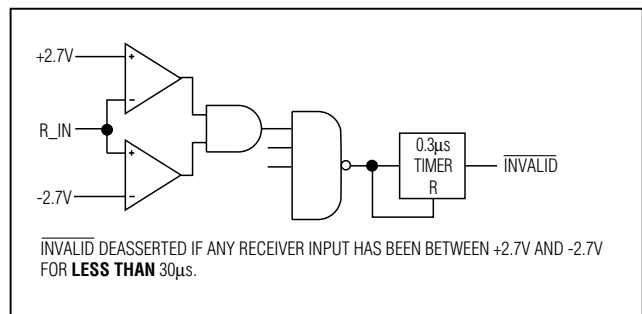 +2.7V
+
-
R_IN
+
-2.7V
-
0.3μs
TIMER
R
INVALID
INVALID DEASSERTED IF ANY RECEIVER INPUT HAS BEEN BETWEEN +2.7V AND -2.7V
FOR LESS THAN 30μs.